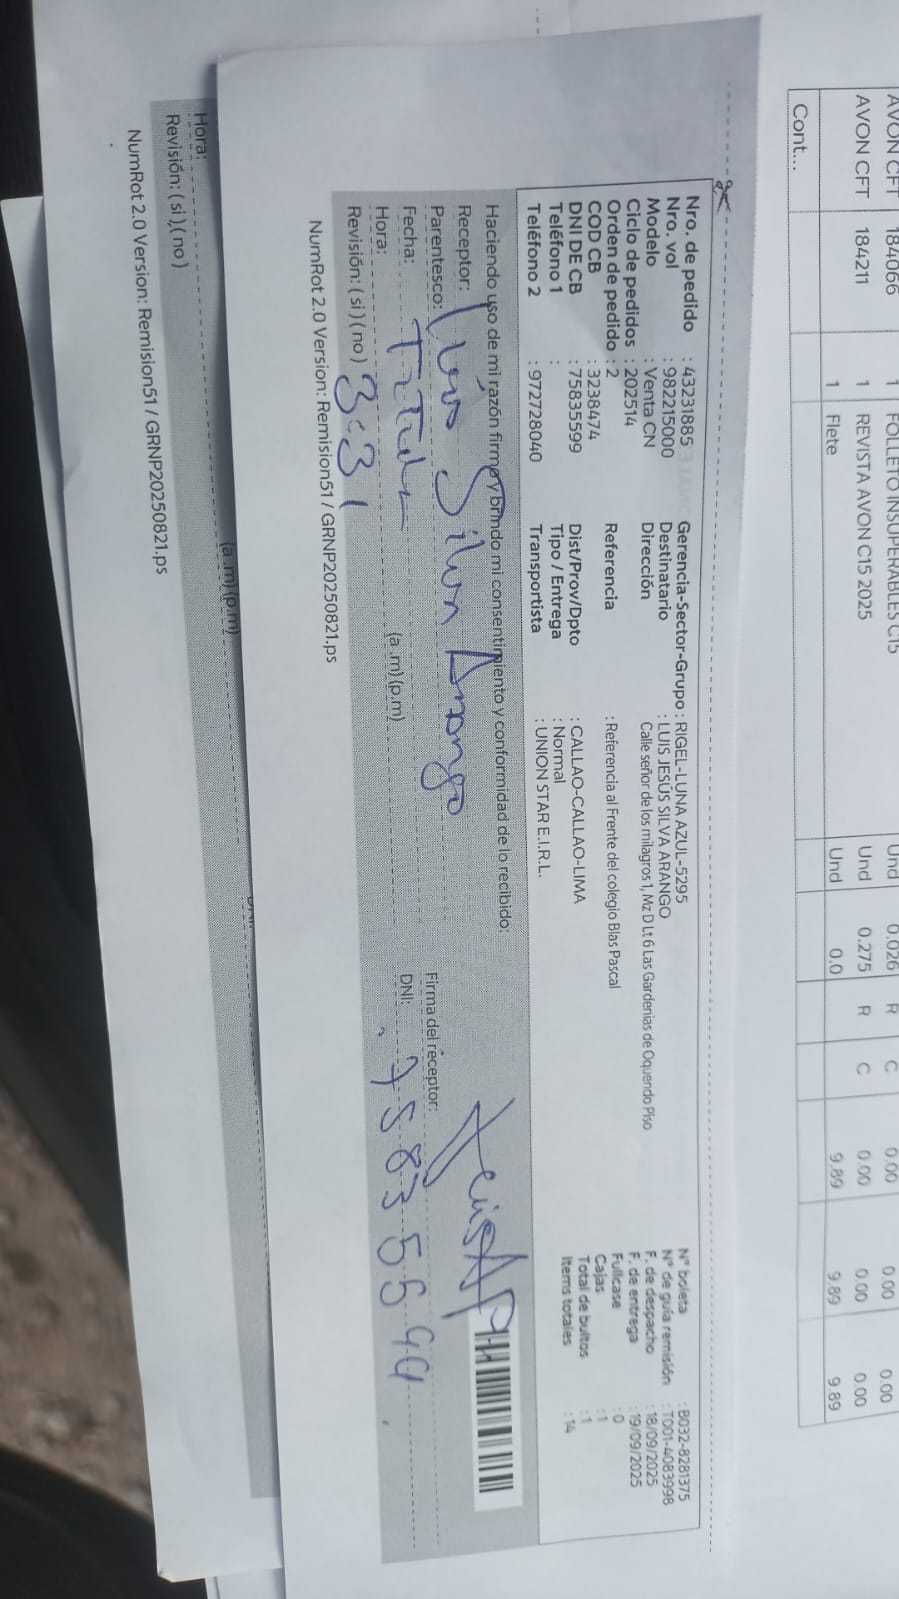 AVON CFT 184066 1 FOLLETO INSUPERABLES C15 Und 0.026 R C 0.00 0.00 0.00
AVON CFT 184211 1 REVISTA AVON C15 2025 Und 0.275 R C 0.00 0.00 0.00
1 Flete Und 0.0 9.89 9.89 9.89
Cont...
Nro. de pedido : 43231885
Nro. vol : 982215000
Modelo : Venta CN
Ciclo de pedidos : 202514
Orden de pedido : 2
COD CB : 3238474
DNI DE CB : 75835599
Teléfono 1 :
Teléfono 2 : 972728040
Gerencia-Sector-Grupo : RIGEL-LUNA AZUL-5295
Destinatario : LUIS JESÚS SILVA ARANGO
Dirección Calle señor de los milagros 1, Mz D Lt 6 Las Gardenias de Oquendo Piso
Referencia : Referencia al Frente del colegio Blas Pascal
Dist/Prov/Dpto : CALLAO-CALLAO-LIMA
Tipo / Entrega : Normal
Transportista : UNION STAR E.I.R.L.
N° boleta : B032-8281375
N° de guía remisión : T001-4083998
F. de despacho : 18/09/2025
F. de entrega : 19/09/2025
Fullcase : 0
Cajas : 1
Total de bultos : 1
Items totales : 14
Haciendo uso de mi razón firmo y brindo mi consentimiento y conformidad de lo recibido:
Receptor: Luis Silva Arango
Parentesco: Titular
Fecha:
Hora: 3:31 (a .m) (p.m)
Revisión: ( si ) ( no )
Firma del receptor:
DNI: 75835599
NumRot 2.0 Version: Remision51 / GRNP20250821.ps
Hora: (a .m) (p.m)
Revisión: ( si ) ( no )
NumRot 2.0 Version: Remision51 / GRNP20250821.ps